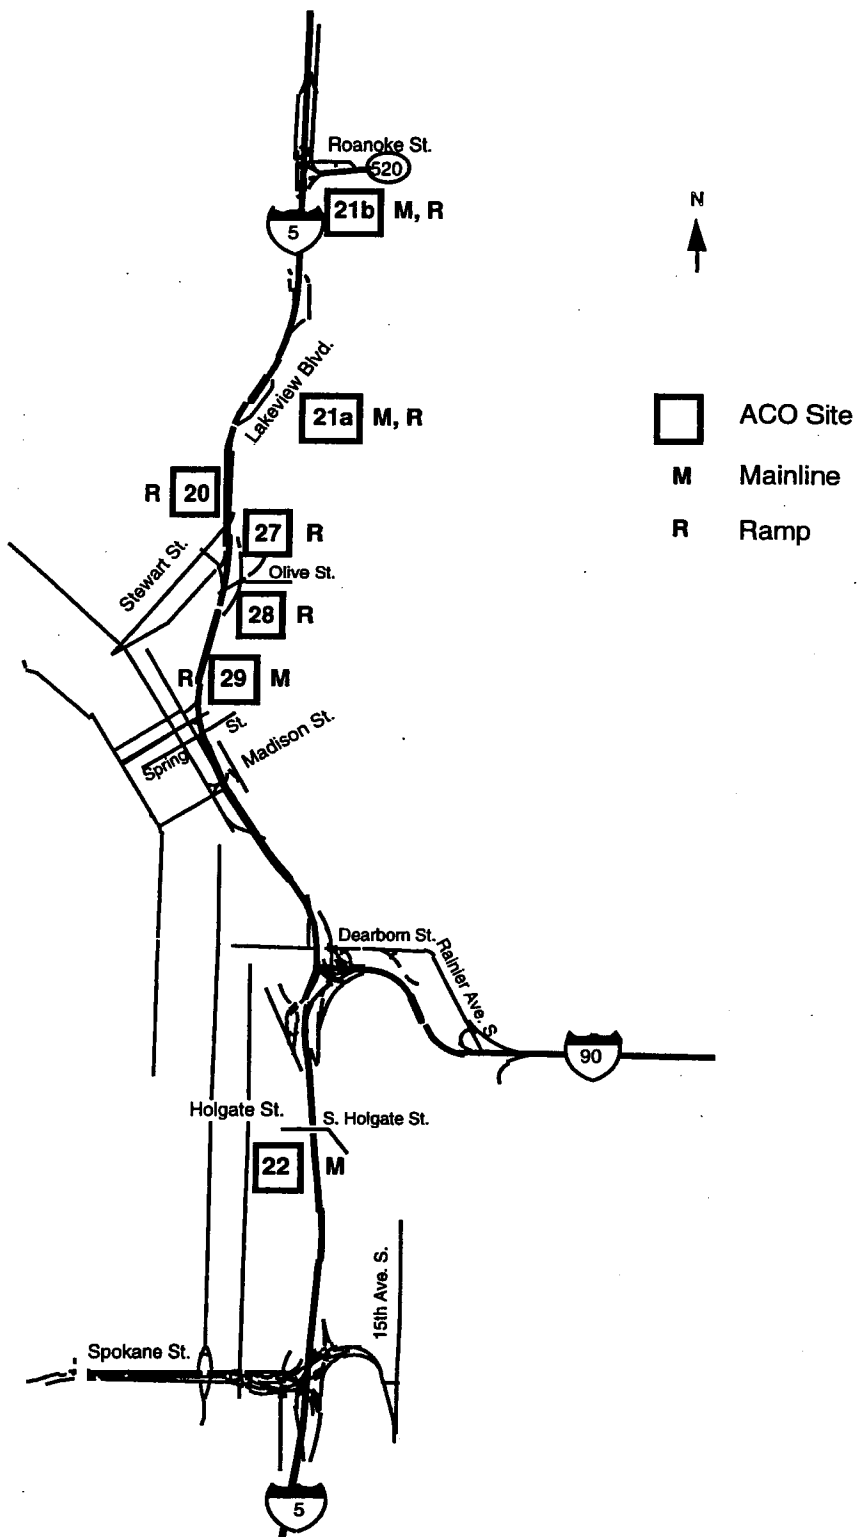 Roanoke St.
520
N
21b M, R
5
Lakeview Blvd.
21a M, R
ACO Site
M Mainline
R 20
R Ramp
27 R
Stewart St.
Olive St.
28 R
R 29 M
Spring St.
Madison St.
Dearborn St.
Rainier Ave. S
90
Holgate St.
S. Holgate St.
22 M
15th Ave. S.
Spokane St.
5